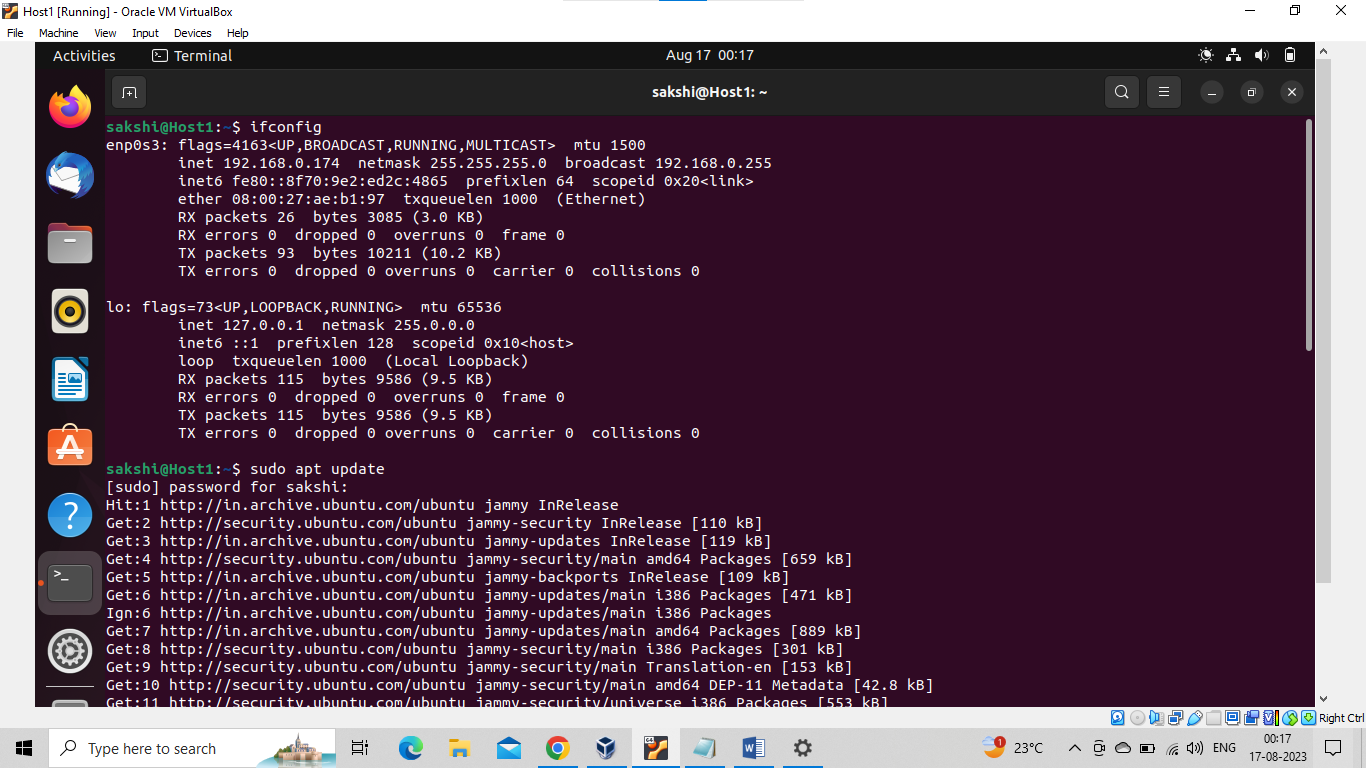 Host1 [Running] - Oracle VM VirtualBox
File Machine View Input Devices Help
Activities Terminal Aug 17 00:17
sakshi@Host1: ~
sakshi@Host1:~$ ifconfig
enp0s3: flags=4163<UP,BROADCAST,RUNNING,MULTICAST>  mtu 1500
        inet 192.168.0.174  netmask 255.255.255.0  broadcast 192.168.0.255
        inet6 fe80::8f70:9e2:ed2c:4865  prefixlen 64  scopeid 0x20<link>
        ether 08:00:27:ae:b1:97  txqueuelen 1000  (Ethernet)
        RX packets 26  bytes 3085 (3.0 KB)
        RX errors 0  dropped 0  overruns 0  frame 0
        TX packets 93  bytes 10211 (10.2 KB)
        TX errors 0  dropped 0 overruns 0  carrier 0  collisions 0
lo: flags=73<UP,LOOPBACK,RUNNING>  mtu 65536
        inet 127.0.0.1  netmask 255.0.0.0
        inet6 ::1  prefixlen 128  scopeid 0x10<host>
        loop  txqueuelen 1000  (Local Loopback)
        RX packets 115  bytes 9586 (9.5 KB)
        RX errors 0  dropped 0  overruns 0  frame 0
        TX packets 115  bytes 9586 (9.5 KB)
        TX errors 0  dropped 0 overruns 0  carrier 0  collisions 0
sakshi@Host1:~$ sudo apt update
[sudo] password for sakshi:
Hit:1 http://in.archive.ubuntu.com/ubuntu jammy InRelease
Get:2 http://security.ubuntu.com/ubuntu jammy-security InRelease [110 kB]
Get:3 http://in.archive.ubuntu.com/ubuntu jammy-updates InRelease [119 kB]
Get:4 http://security.ubuntu.com/ubuntu jammy-security/main amd64 Packages [659 kB]
Get:5 http://in.archive.ubuntu.com/ubuntu jammy-backports InRelease [109 kB]
Get:6 http://in.archive.ubuntu.com/ubuntu jammy-updates/main i386 Packages [471 kB]
Ign:6 http://in.archive.ubuntu.com/ubuntu jammy-updates/main i386 Packages
Get:7 http://in.archive.ubuntu.com/ubuntu jammy-updates/main amd64 Packages [889 kB]
Get:8 http://security.ubuntu.com/ubuntu jammy-security/main i386 Packages [301 kB]
Get:9 http://security.ubuntu.com/ubuntu jammy-security/main Translation-en [153 kB]
Get:10 http://security.ubuntu.com/ubuntu jammy-security/main amd64 DEP-11 Metadata [42.8 kB]
Get:11 http://security.ubuntu.com/ubuntu jammy-security/universe i386 Packages [553 kB]
Right Ctrl
Type here to search 23°C ENG 00:17
17-08-2023